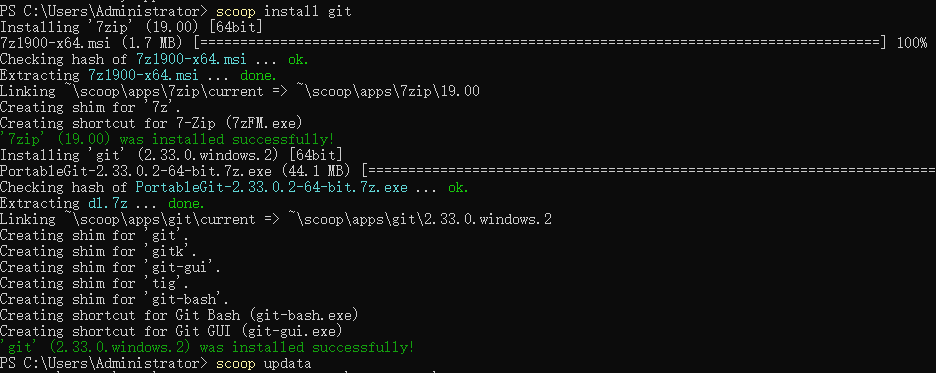 PS C:\Users\Administrator> scoop install git
Installing '7zip' (19.00) [64bit]
7z1900-x64.msi (1.7 MB) [===========================================================================================] 100%
Checking hash of 7z1900-x64.msi ... ok.
Extracting 7z1900-x64.msi ... done.
Linking ~\scoop\apps\7zip\current => ~\scoop\apps\7zip\19.00
Creating shim for '7z'.
Creating shortcut for 7-Zip (7zFM.exe)
'7zip' (19.00) was installed successfully!
Installing 'git' (2.33.0.windows.2) [64bit]
PortableGit-2.33.0.2-64-bit.7z.exe (44.1 MB) [===========================================================================
Checking hash of PortableGit-2.33.0.2-64-bit.7z.exe ... ok.
Extracting dl.7z ... done.
Linking ~\scoop\apps\git\current => ~\scoop\apps\git\2.33.0.windows.2
Creating shim for 'git'.
Creating shim for 'gitk'.
Creating shim for 'git-gui'.
Creating shim for 'tig'.
Creating shim for 'git-bash'.
Creating shortcut for Git Bash (git-bash.exe)
Creating shortcut for Git GUI (git-gui.exe)
'git' (2.33.0.windows.2) was installed successfully!
PS C:\Users\Administrator> scoop updata